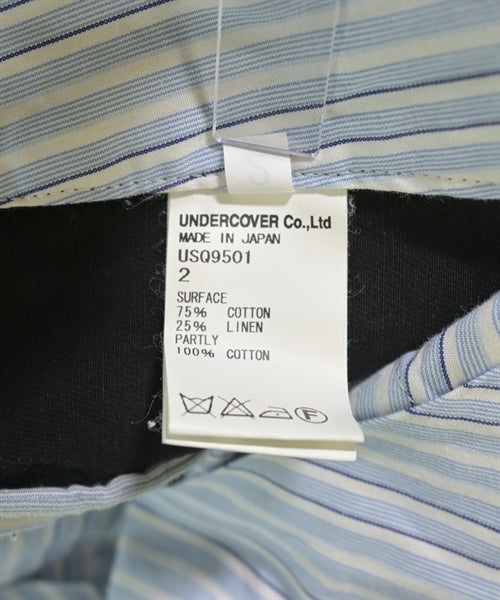 UNDERCOVER Co.,Ltd
MADE IN JAPAN
USQ9501
2
SURFACE
75% COTTON
25% LINEN
PARTLY
100% COTTON
F